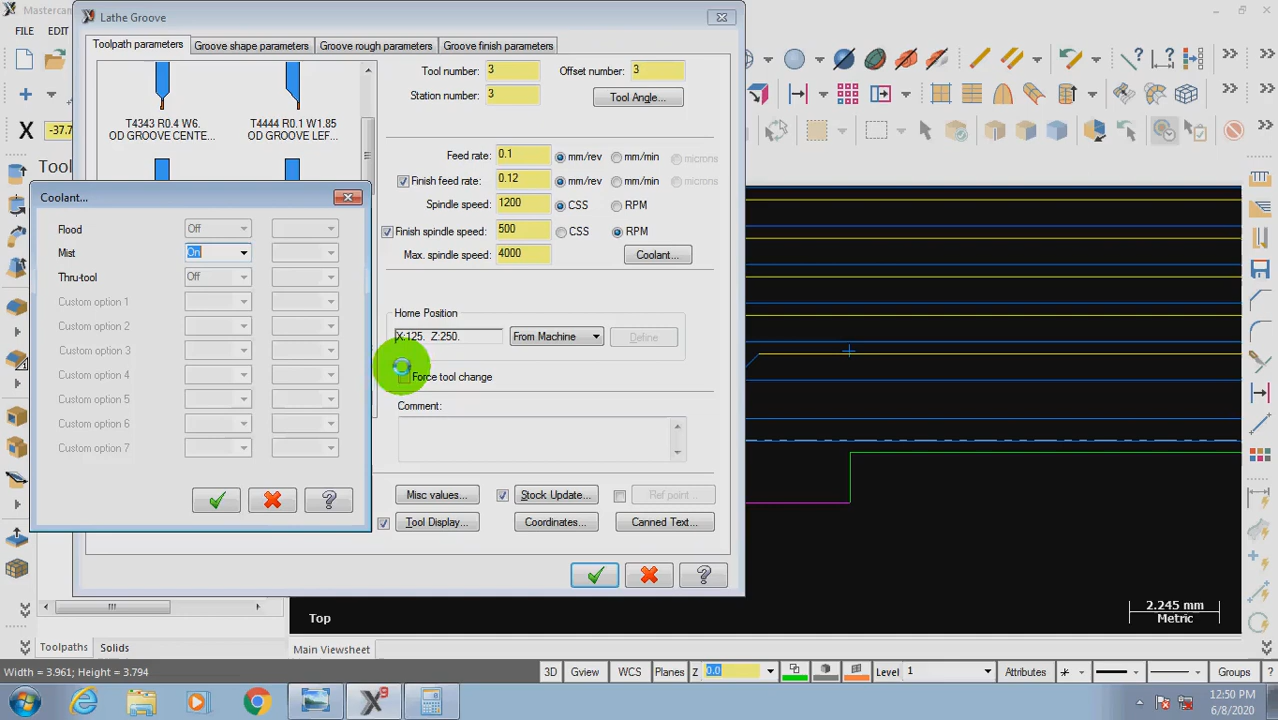 Mastercam
Lathe Groove
FILE
EDIT
Toolpath parameters
Groove shape parameters
Groove rough parameters
Groove finish parameters
T4343 R0.4 W6.
OD GROOVE CENTE...
T4444 R0.1 W1.85
OD GROOVE LEF...
Tool number: 3
Offset number: 3
Station number: 3
Tool Angle...
X -37.7
Tool
Feed rate: 0.1 mm/rev mm/min microns
Finish feed rate: 0.12 mm/rev mm/min microns
Spindle speed: 1200 CSS RPM
Finish spindle speed: 500 CSS RPM
Max. spindle speed: 4000 Coolant...
Coolant...
Flood Off
Mist On
Thru-tool Off
Custom option 1
Custom option 2
Custom option 3
Custom option 4
Custom option 5
Custom option 6
Custom option 7
Home Position
X:125. Z:250.
From Machine
Define
Force tool change
Comment:
Misc values...
Stock Update...
Ref point...
Tool Display...
Coordinates...
Canned Text...
Top
2.245 mm
Metric
Toolpaths
Solids
Main Viewsheet
Width = 3.961; Height = 3.794
3D
Gview
WCS
Planes
Z 0.0
Level 1
Attributes
Groups
X9
12:50 PM
6/8/2020